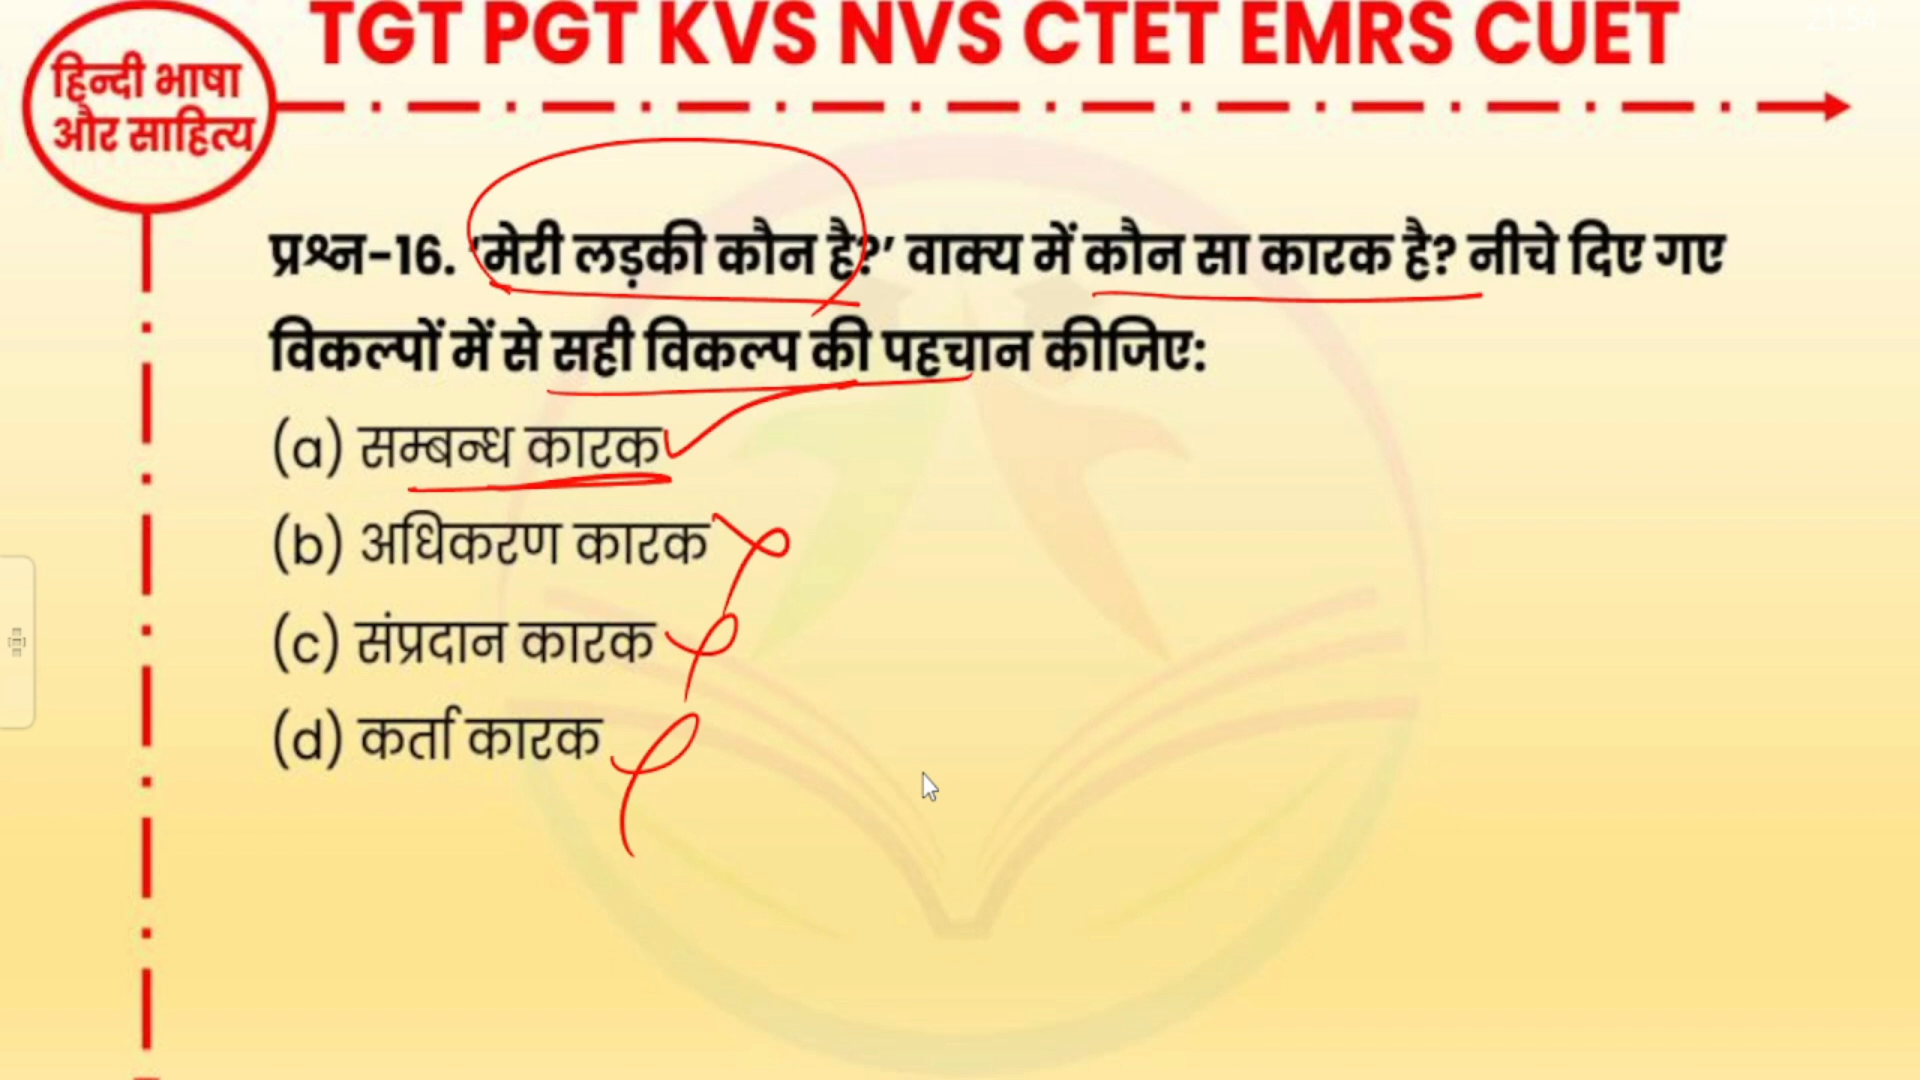 TGT PGT KVS NVS CTET EMRS CUET
हिन्दी भाषा
और साहित्य
प्रश्न-16. 'मेरी लड़की कौन है?' वाक्य में कौन सा कारक है? नीचे दिए गए
विकल्पों में से सही विकल्प की पहचान कीजिए:
(a) सम्बन्ध कारक
(b) अधिकरण कारक
(c) संप्रदान कारक
(d) कर्ता कारक